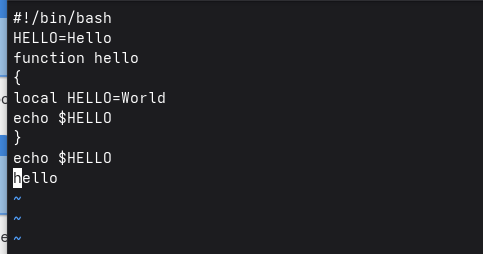 #!/bin/bash
HELLO=Hello
function hello
{
local HELLO=World
echo $HELLO
}
echo $HELLO
hello
~
~
~